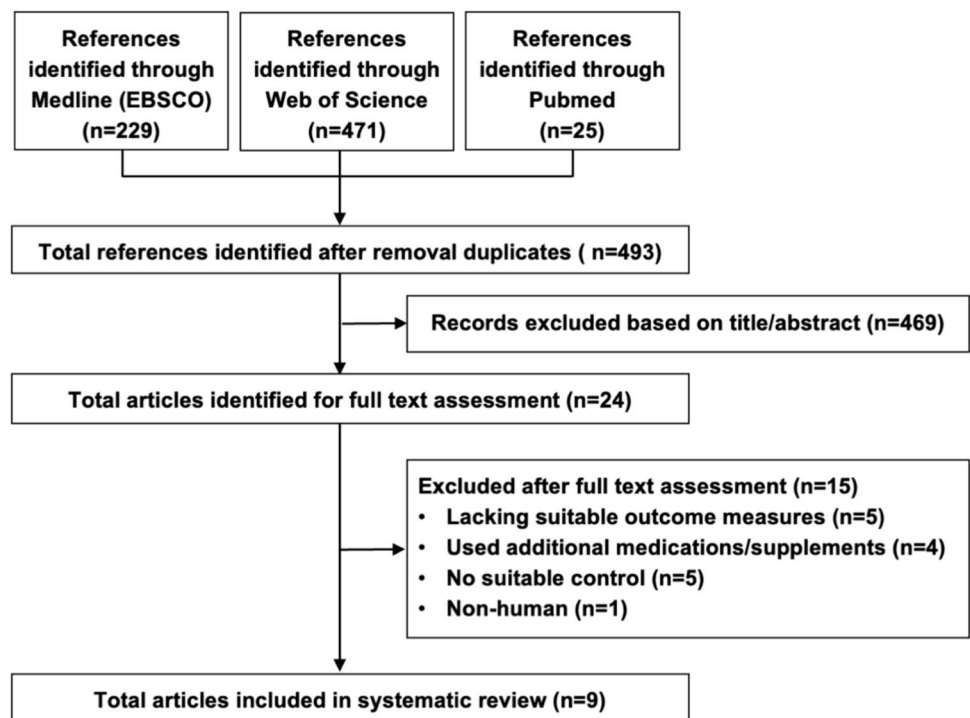 References
identified through
Medline (EBSCO)
(n=229)
References
identified through
Web of Science
(n=471)
References
identified through
Pubmed
(n=25)
Total references identified after removal duplicates ( n=493)
Records excluded based on title/abstract (n=469)
Total articles identified for full text assessment (n=24)
Excluded after full text assessment (n=15)
• Lacking suitable outcome measures (n=5)
• Used additional medications/supplements (n=4)
• No suitable control (n=5)
• Non-human (n=1)
Total articles included in systematic review (n=9)